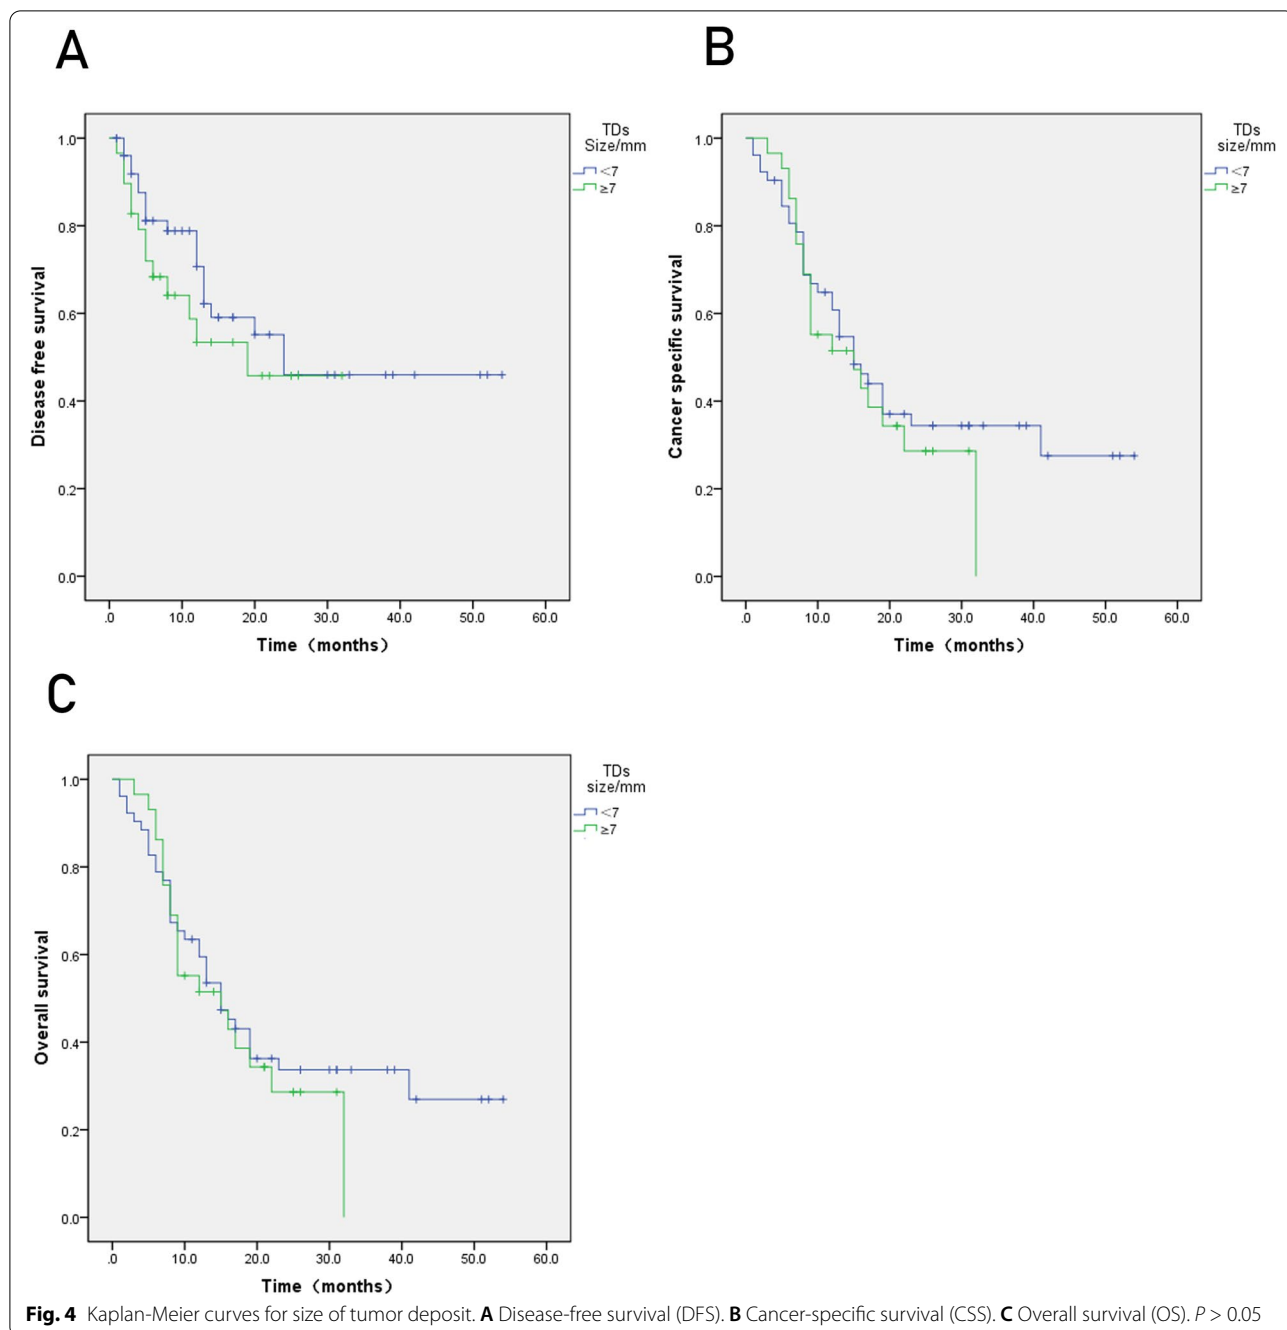 A
TDs
Size/mm
<7
≥7
1.0
0.8
0.6
0.4
0.2
0.0
Disease free survival
.0 10.0 20.0 30.0 40.0 50.0 60.0
Time（months）
B
TDs
size/mm
<7
≥7
1.0
0.8
0.6
0.4
0.2
0.0
Cancer specific survival
.0 10.0 20.0 30.0 40.0 50.0 60.0
Time（months）
C
TDs
size/mm
<7
≥7
1.0
0.8
0.6
0.4
0.2
0.0
Overall survival
.0 10.0 20.0 30.0 40.0 50.0 60.0
Time（months）
Fig. 4 Kaplan-Meier curves for size of tumor deposit. A Disease-free survival (DFS). B Cancer-specific survival (CSS). C Overall survival (OS). P > 0.05